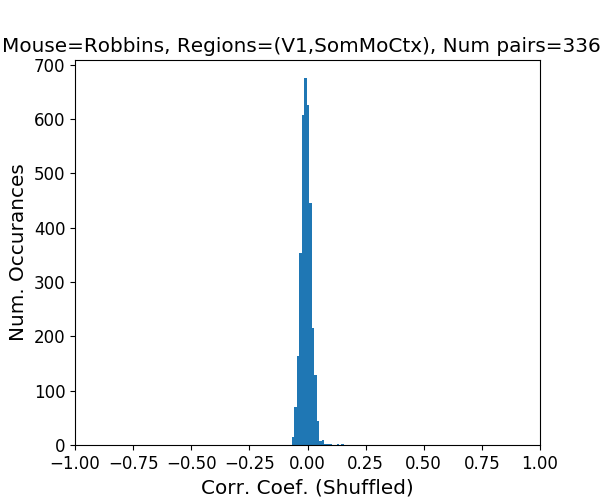 Mouse=Robbins, Regions=(V1,SomMoCtx), Num pairs=336
700
600
500
400
300
200
100
0
Num. Occurances
−1.00 −0.75 −0.50 −0.25 0.00 0.25 0.50 0.75 1.00
Corr. Coef. (Shuffled)